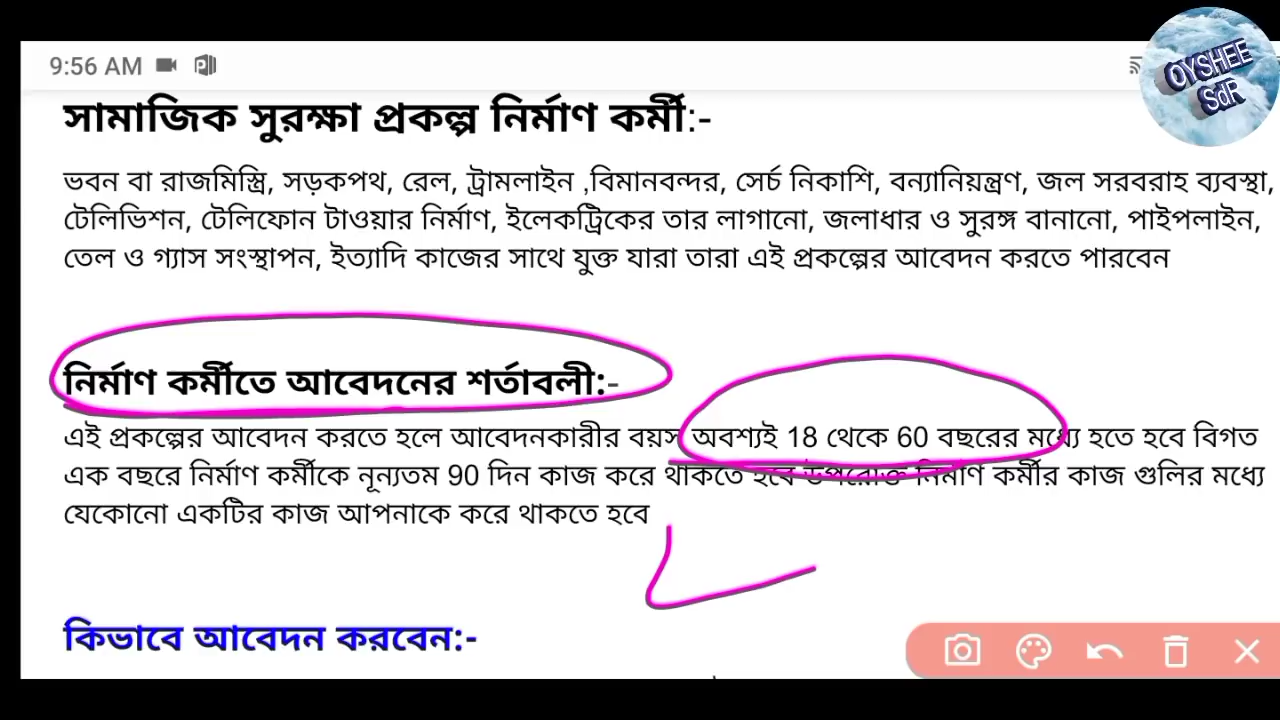 9:56 AM
OYSHEE
SdR
সামাজিক সুরক্ষা প্রকল্প নির্মাণ কর্মী:-
ভবন বা রাজমিস্ত্রি, সড়কপথ, রেল, ট্রামলাইন ,বিমানবন্দর, সের্চ নিকাশি, বন্যানিয়ন্ত্রণ, জল সরবরাহ ব্যবস্থা,
টেলিভিশন, টেলিফোন টাওয়ার নির্মাণ, ইলেকট্রিকের তার লাগানো, জলাধার ও সুরঙ্গ বানানো, পাইপলাইন,
তেল ও গ্যাস সংস্থাপন, ইত্যাদি কাজের সাথে যুক্ত যারা তারা এই প্রকল্পের আবেদন করতে পারবেন
নির্মাণ কর্মীতে আবেদনের শর্তাবলী:-
এই প্রকল্পের আবেদন করতে হলে আবেদনকারীর বয়স অবশ্যই 18 থেকে 60 বছরের মধ্যে হতে হবে বিগত
এক বছরে নির্মাণ কর্মীকে নূন্যতম 90 দিন কাজ করে থাকতে হবে উপরোক্ত নির্মাণ কর্মীর কাজ গুলির মধ্যে
যেকোনো একটির কাজ আপনাকে করে থাকতে হবে
কিভাবে আবেদন করবেন:-